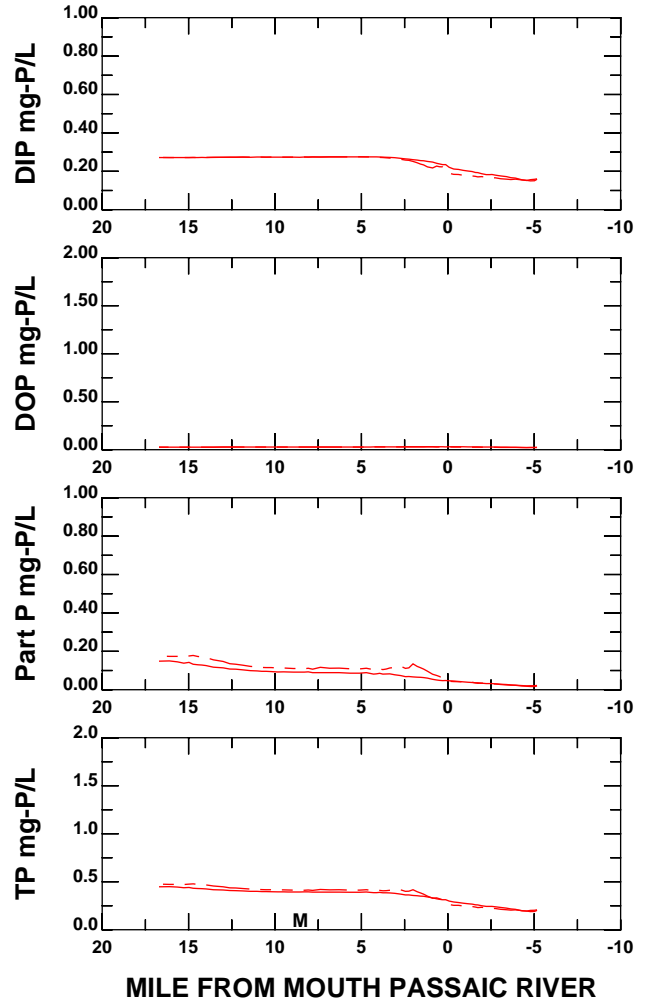 DIP mg-P/L
1.00
0.80
0.60
0.40
0.20
0.00
20 15 10 5 0 -5 -10
DOP mg-P/L
2.00
1.50
1.00
0.50
0.00
20 15 10 5 0 -5 -10
Part P mg-P/L
1.00
0.80
0.60
0.40
0.20
0.00
20 15 10 5 0 -5 -10
TP mg-P/L
2.0
1.5
1.0
0.5
0.0
M
20 15 10 5 0 -5 -10
MILE FROM MOUTH PASSAIC RIVER